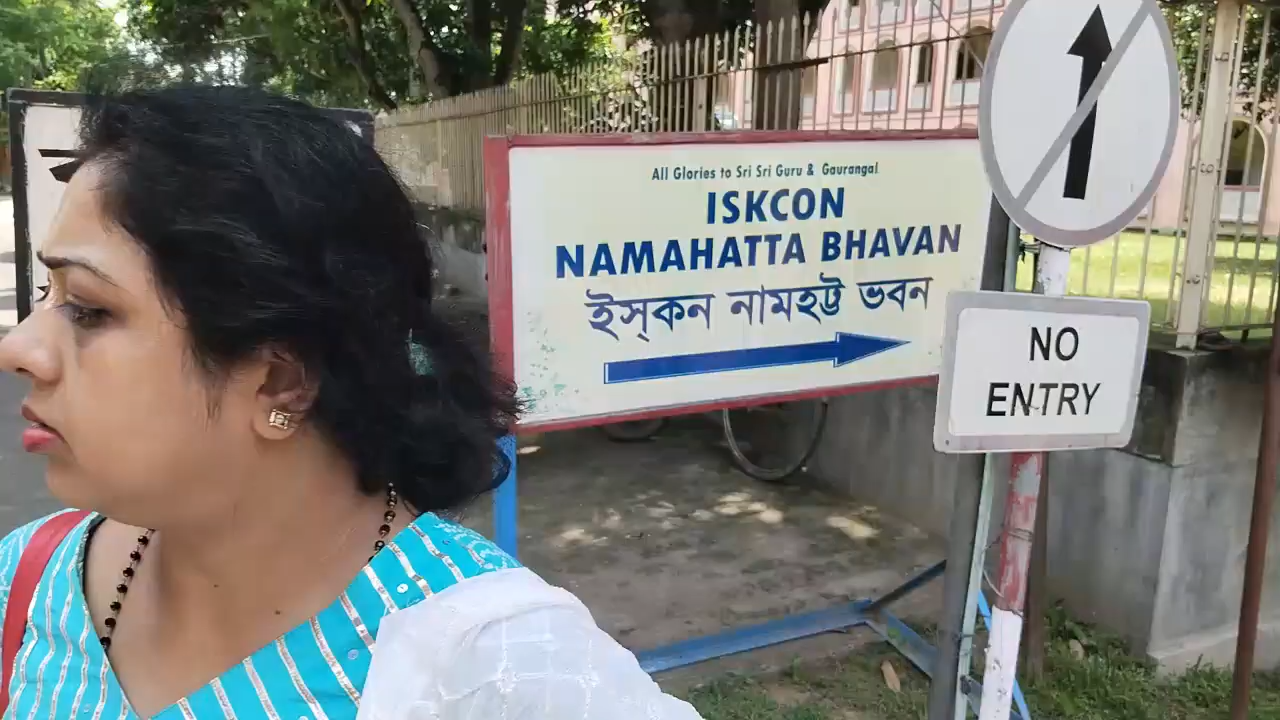 All Glories to Sri Sri Guru & Gauranga!
ISKCON
NAMAHATTA BHAVAN
ইস্‌কন নামহট্ট ভবন
NO
ENTRY